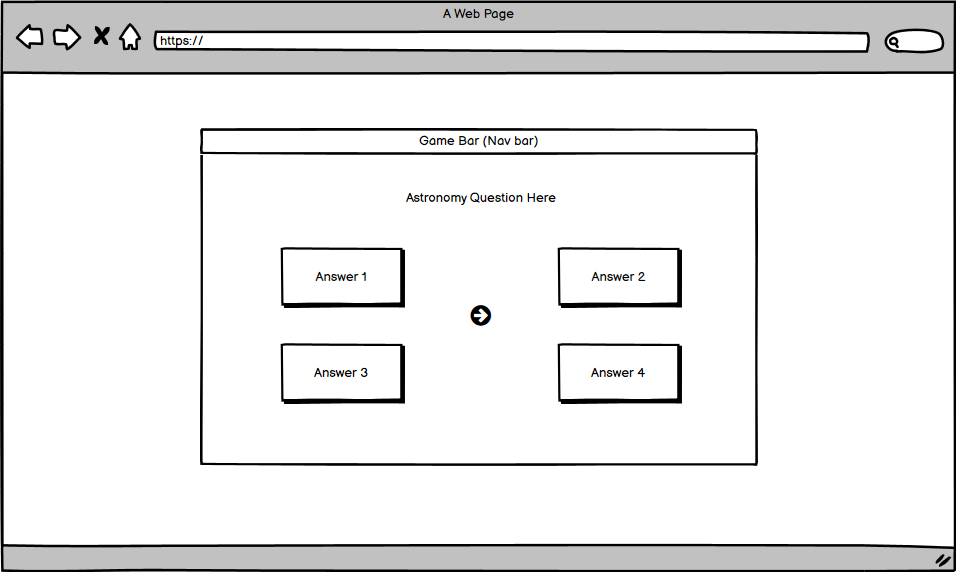 A Web Page
https://
Game Bar (Nav bar)
Astronomy Question Here
Answer 1
Answer 2
Answer 3
Answer 4